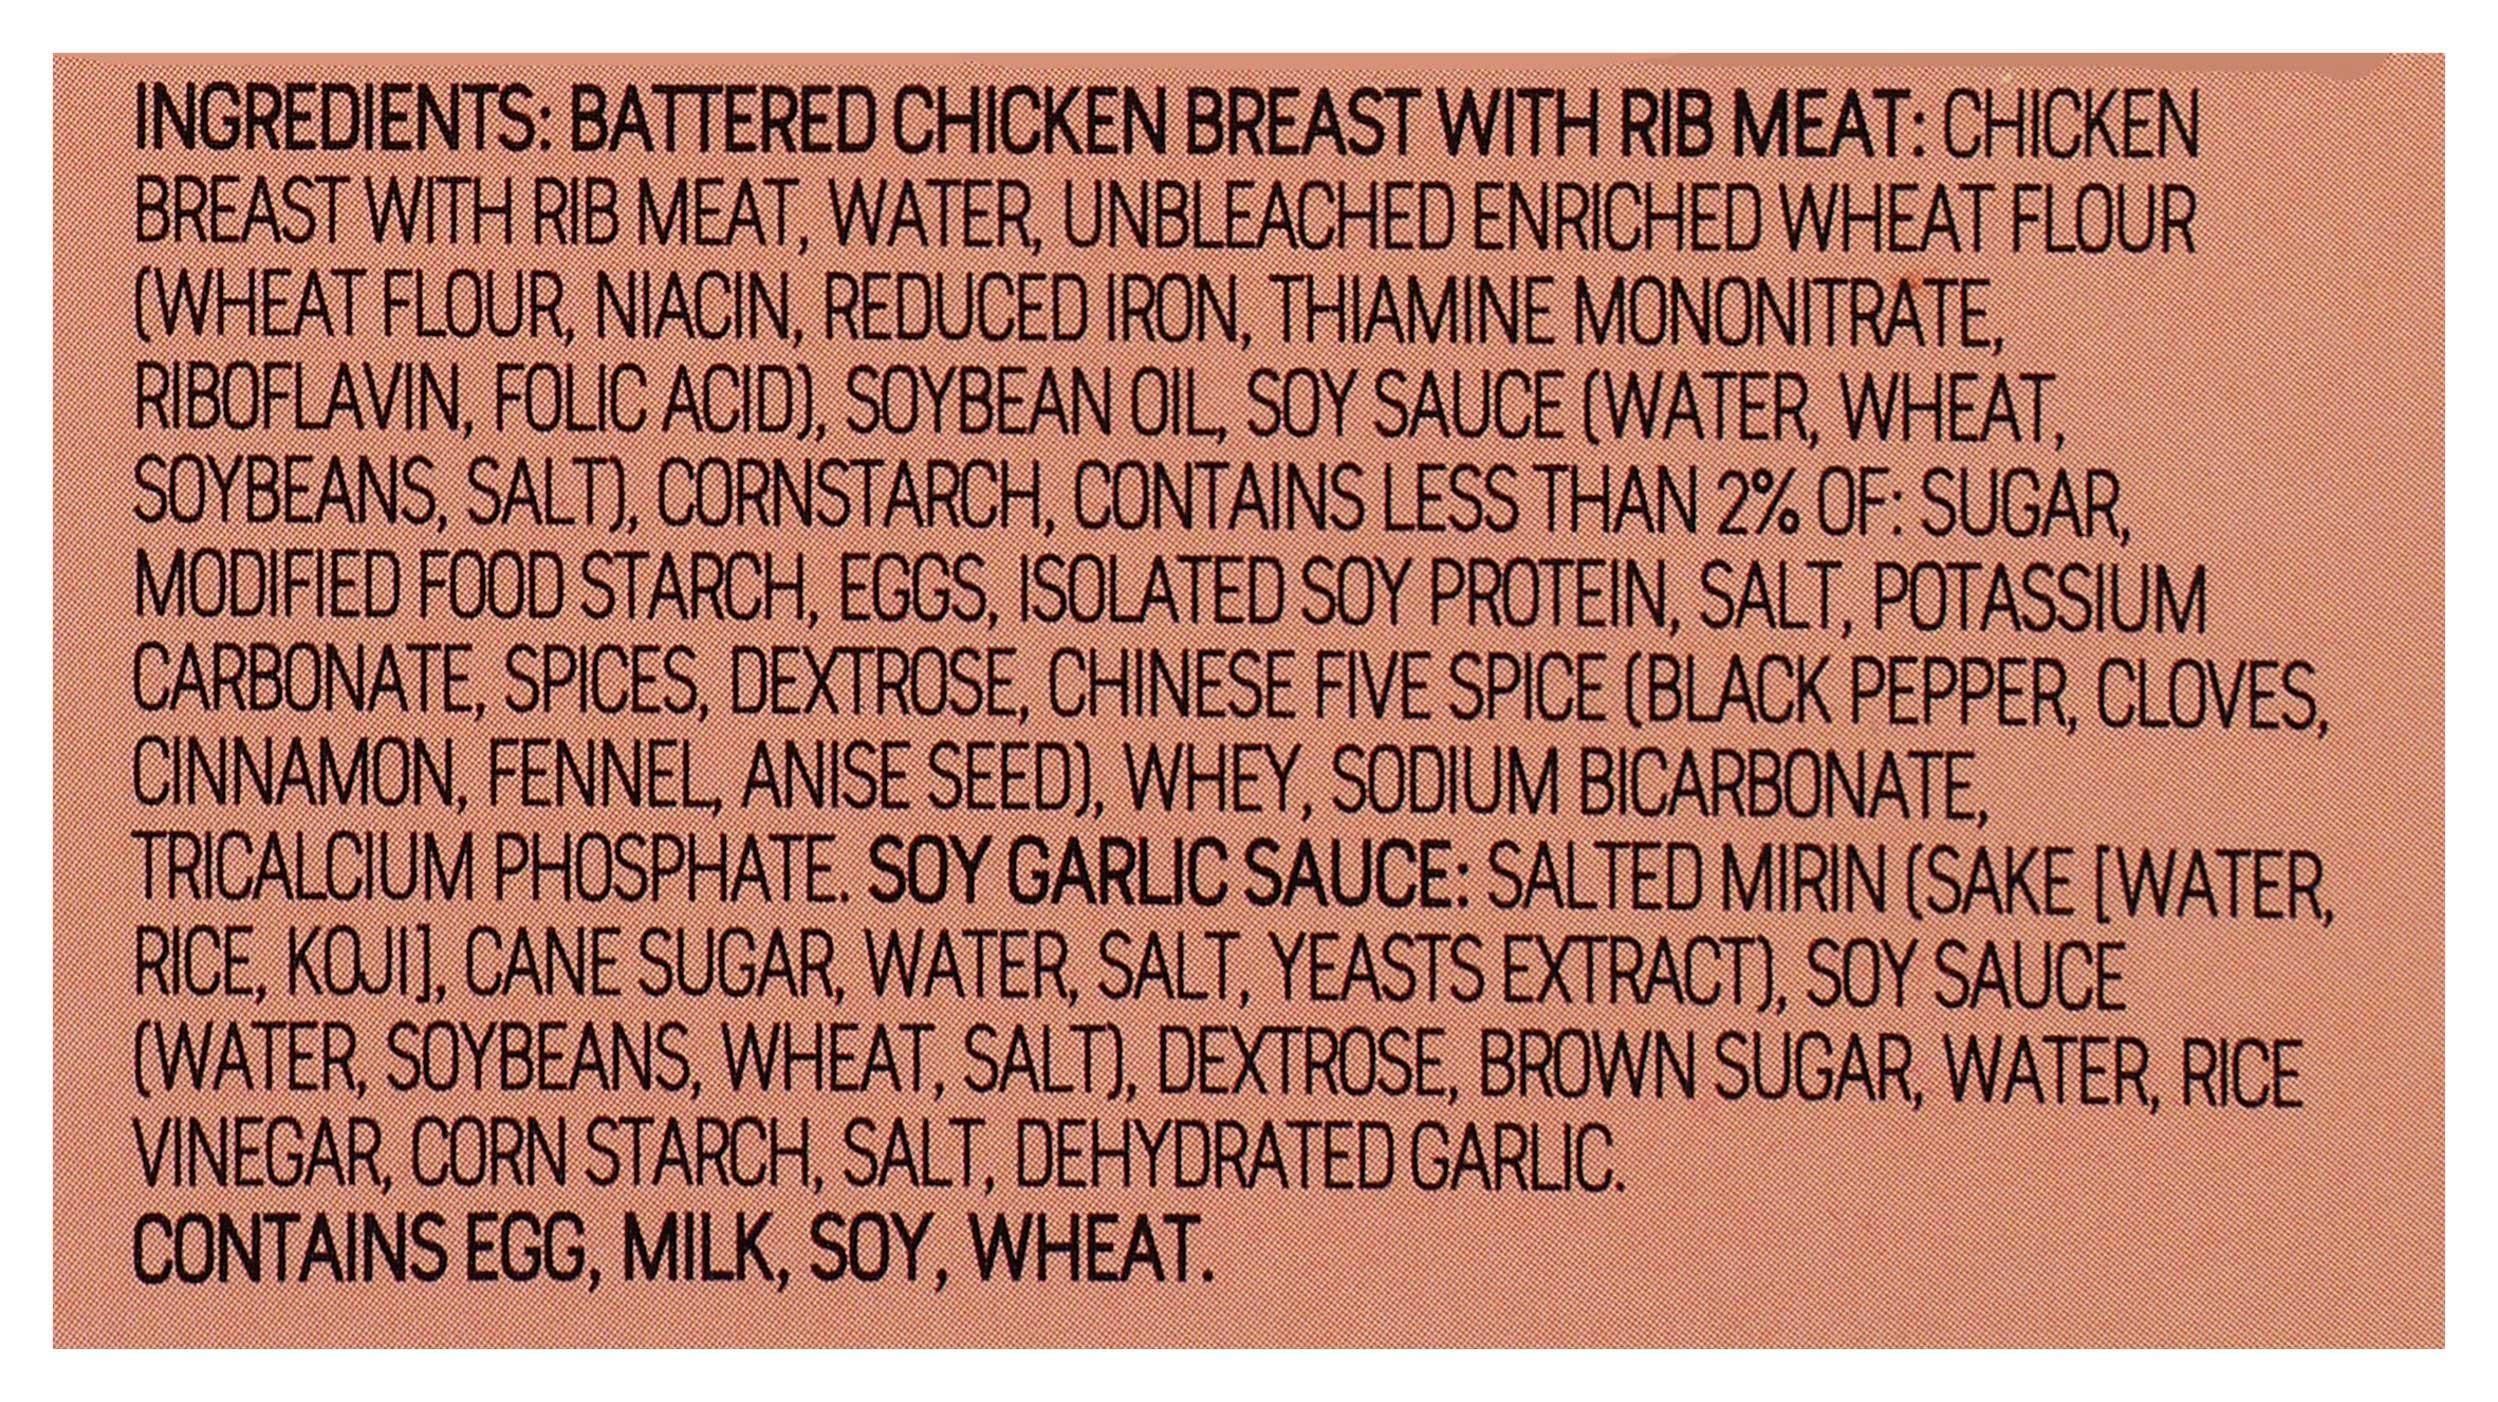 INGREDIENTS: BATTERED CHICKEN BREAST WITH RIB MEAT: CHICKEN
BREAST WITH RIB MEAT, WATER, UNBLEACHED ENRICHED WHEAT FLOUR
(WHEAT FLOUR, NIACIN, REDUCED IRON, THIAMINE MONONITRATE,
RIBOFLAVIN, FOLIC ACID), SOYBEAN OIL, SOY SAUCE (WATER, WHEAT,
SOYBEANS, SALT), CORNSTARCH, CONTAINS LESS THAN 2% OF: SUGAR,
MODIFIED FOOD STARCH, EGGS, ISOLATED SOY PROTEIN, SALT, POTASSIUM
CARBONATE, SPICES, DEXTROSE, CHINESE FIVE SPICE (BLACK PEPPER, CLOVES,
CINNAMON, FENNEL, ANISE SEED), WHEY, SODIUM BICARBONATE,
TRICALCIUM PHOSPHATE. SOY GARLIC SAUCE: SALTED MIRIN (SAKE [WATER,
RICE, KOJI], CANE SUGAR, WATER, SALT, YEASTS EXTRACT), SOY SAUCE
(WATER, SOYBEANS, WHEAT, SALT), DEXTROSE, BROWN SUGAR, WATER, RICE
VINEGAR, CORN STARCH, SALT, DEHYDRATED GARLIC.
CONTAINS EGG, MILK, SOY, WHEAT.